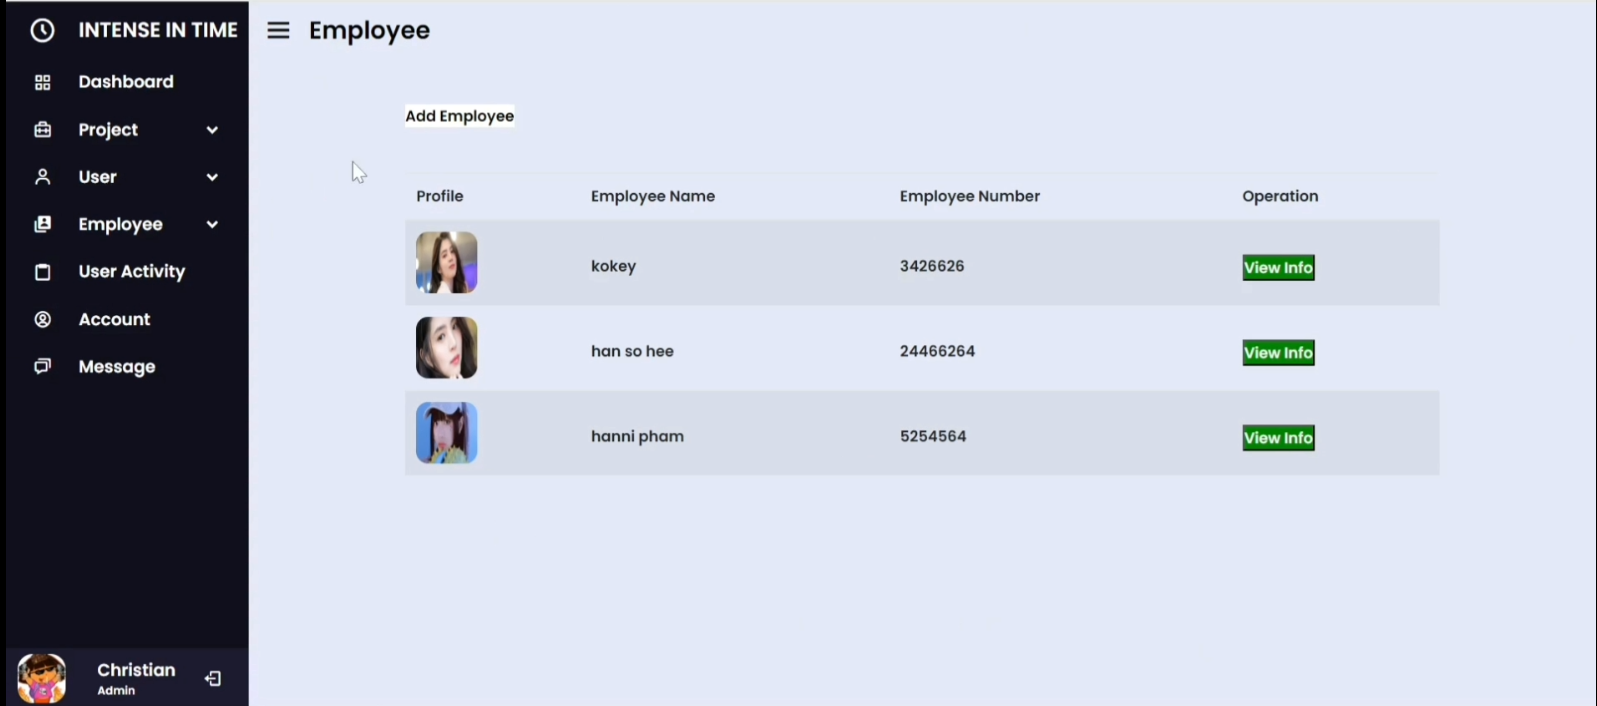 INTENSE IN TIME
Employee
Dashboard
Project
User
Employee
User Activity
Account
Message
Christian
Admin
Add Employee
Profile Employee Name Employee Number Operation
kokey 3426626 View Info
han so hee 24466264 View Info
hanni pham 5254564 View Info